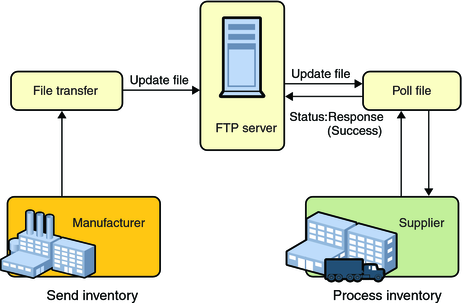 File transfer
Update file
FTP server
Update file
Status:Response
(Success)
Poll file
Manufacturer
Supplier
Send inventory
Process inventory